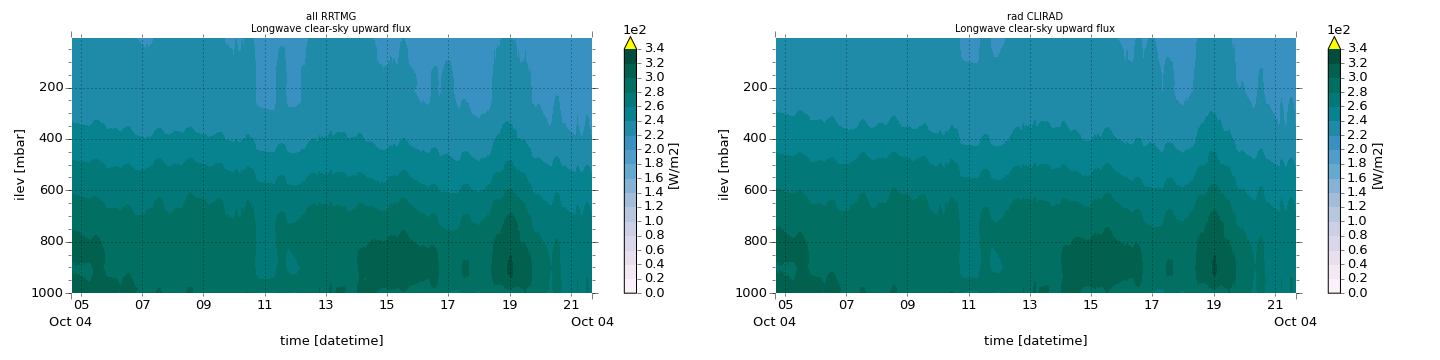 all RRTMG
Longwave clear-sky upward flux
1e2
3.4
3.2
3.0
2.8
2.6
2.4
2.2
2.0
1.8
1.6
1.4
1.2
1.0
0.8
0.6
0.4
0.2
0.0
[W/m2]
200
400
600
800
1000
ilev [mbar]
05 07 09 11 13 15 17 19 21
Oct 04 Oct 04
time [datetime]
rad CLIRAD
Longwave clear-sky upward flux
1e2
3.4
3.2
3.0
2.8
2.6
2.4
2.2
2.0
1.8
1.6
1.4
1.2
1.0
0.8
0.6
0.4
0.2
0.0
[W/m2]
200
400
600
800
1000
ilev [mbar]
05 07 09 11 13 15 17 19 21
Oct 04 Oct 04
time [datetime]